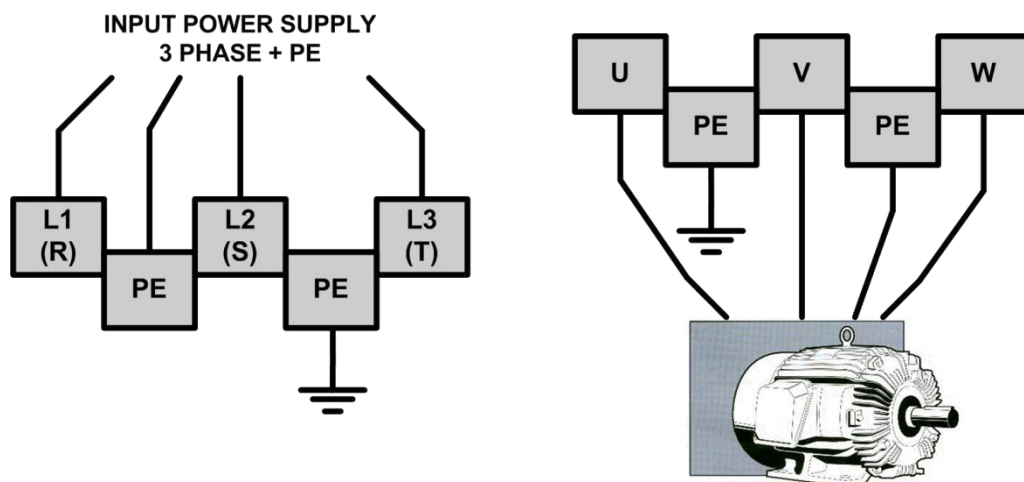 INPUT POWER SUPPLY
3 PHASE + PE
L1
(R)
PE
L2
(S)
PE
L3
(T)
U
PE
V
PE
W